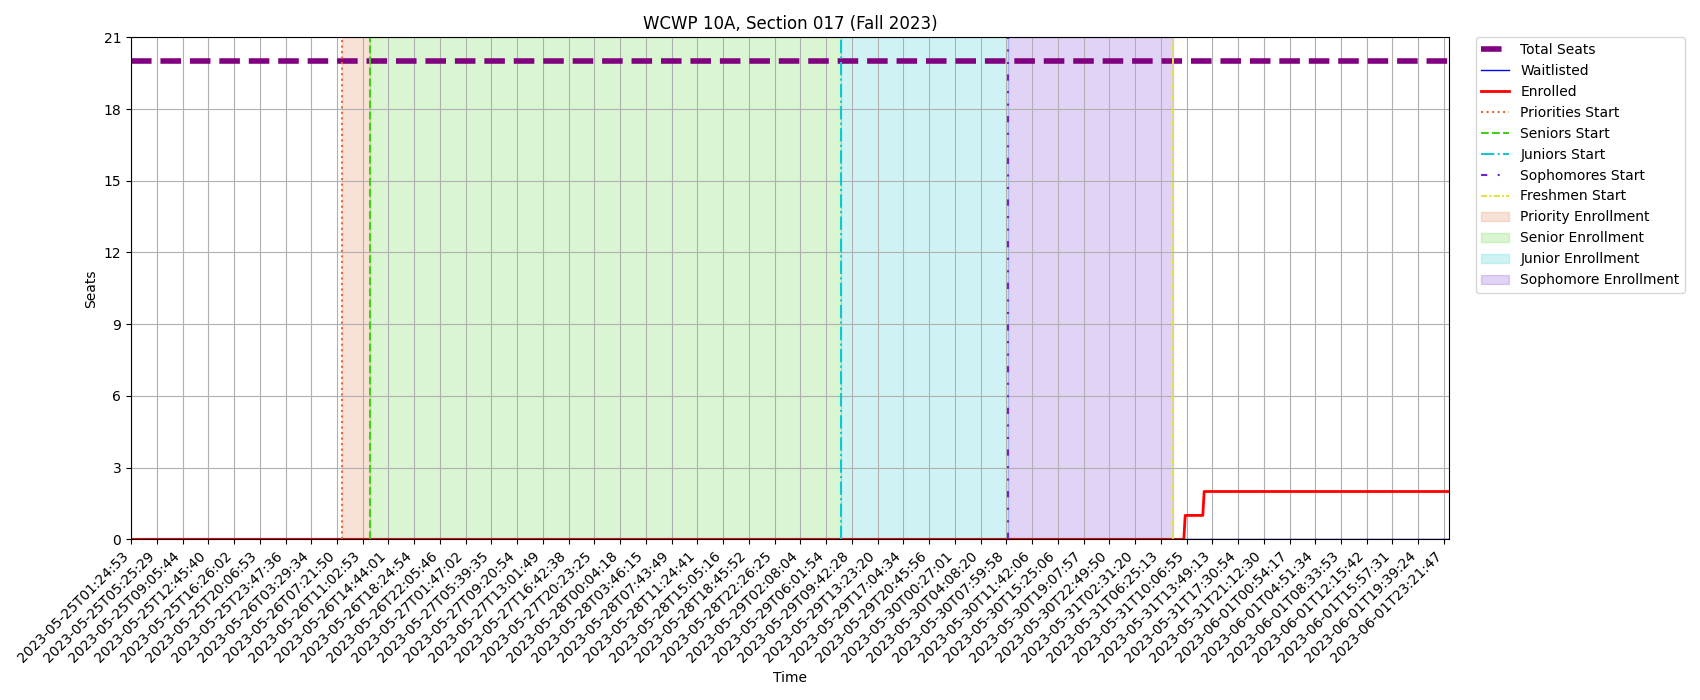 WCWP 10A, Section 017 (Fall 2023)
21
18
15
12
9
6
3
0
Seats
2023-05-25T01:24:53
2023-05-25T05:25:29
2023-05-25T09:05:44
2023-05-25T12:45:40
2023-05-25T16:26:02
2023-05-25T20:06:53
2023-05-25T23:47:36
2023-05-26T03:29:34
2023-05-26T07:21:50
2023-05-26T11:02:53
2023-05-26T14:44:01
2023-05-26T18:24:54
2023-05-26T22:05:46
2023-05-27T01:47:02
2023-05-27T05:39:35
2023-05-27T09:20:54
2023-05-27T13:01:49
2023-05-27T16:42:38
2023-05-27T20:23:25
2023-05-28T00:04:18
2023-05-28T03:46:15
2023-05-28T07:43:49
2023-05-28T11:24:41
2023-05-28T15:05:16
2023-05-28T18:45:52
2023-05-28T22:26:25
2023-05-29T02:08:04
2023-05-29T06:01:54
2023-05-29T09:42:28
2023-05-29T13:23:20
2023-05-29T17:04:34
2023-05-29T20:45:56
2023-05-30T00:27:01
2023-05-30T04:08:20
2023-05-30T07:59:58
2023-05-30T11:42:06
2023-05-30T15:25:06
2023-05-30T19:07:57
2023-05-30T22:49:50
2023-05-31T02:31:20
2023-05-31T06:25:13
2023-05-31T10:06:55
2023-05-31T13:49:13
2023-05-31T17:30:54
2023-05-31T21:12:30
2023-06-01T00:54:17
2023-06-01T04:51:34
2023-06-01T08:33:53
2023-06-01T12:15:42
2023-06-01T15:57:31
2023-06-01T19:39:24
2023-06-01T23:21:47
Time
Total Seats
Waitlisted
Enrolled
Priorities Start
Seniors Start
Juniors Start
Sophomores Start
Freshmen Start
Priority Enrollment
Senior Enrollment
Junior Enrollment
Sophomore Enrollment